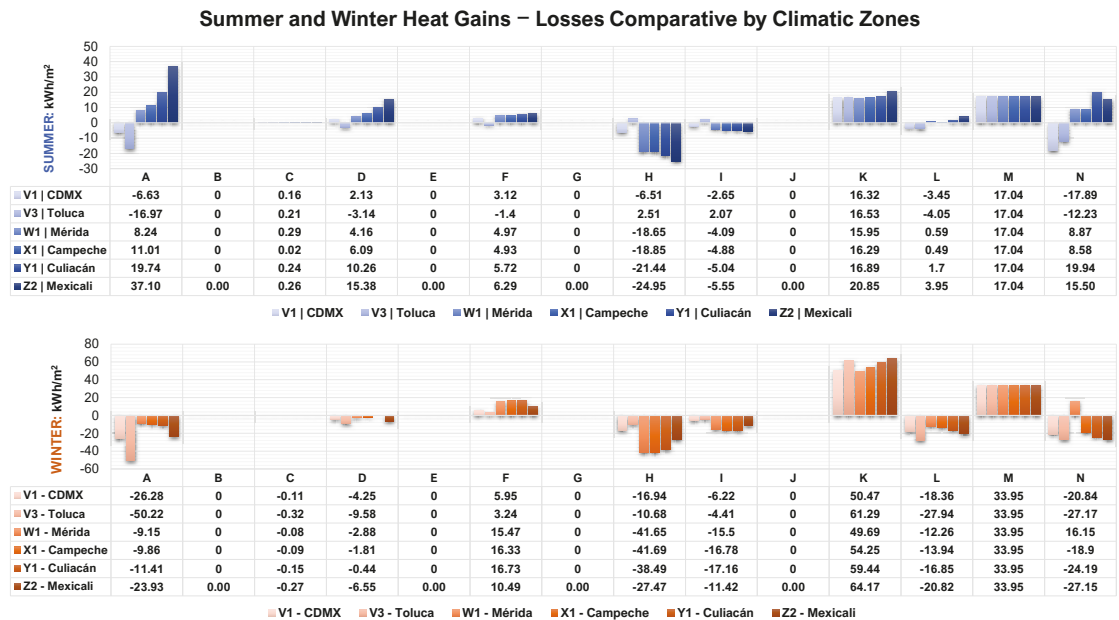 Summer and Winter Heat Gains – Losses Comparative by Climatic Zones
SUMMER: kWh/m²
50
40
30
20
10
0
-10
-20
-30
A B C D E F G H I J K L M N
V1 | CDMX -6.63 0 0.16 2.13 0 3.12 0 -6.51 -2.65 0 16.32 -3.45 17.04 -17.89
V3 | Toluca -16.97 0 0.21 -3.14 0 -1.4 0 2.51 2.07 0 16.53 -4.05 17.04 -12.23
W1 | Mérida 8.24 0 0.29 4.16 0 4.97 0 -18.65 -4.09 0 15.95 0.59 17.04 8.87
X1 | Campeche 11.01 0 0.02 6.09 0 4.93 0 -18.85 -4.88 0 16.29 0.49 17.04 8.58
Y1 | Culiacán 19.74 0 0.24 10.26 0 5.72 0 -21.44 -5.04 0 16.89 1.7 17.04 19.94
Z2 | Mexicali 37.10 0.00 0.26 15.38 0.00 6.29 0.00 -24.95 -5.55 0.00 20.85 3.95 17.04 15.50
V1 | CDMX V3 | Toluca W1 | Mérida X1 | Campeche Y1 | Culiacán Z2 | Mexicali
WINTER: kWh/m²
80
60
40
20
0
-20
-40
-60
A B C D E F G H I J K L M N
V1 - CDMX -26.28 0 -0.11 -4.25 0 5.95 0 -16.94 -6.22 0 50.47 -18.36 33.95 -20.84
V3 - Toluca -50.22 0 -0.32 -9.58 0 3.24 0 -10.68 -4.41 0 61.29 -27.94 33.95 -27.17
W1 - Mérida -9.15 0 -0.08 -2.88 0 15.47 0 -41.65 -15.5 0 49.69 -12.26 33.95 16.15
X1 - Campeche -9.86 0 -0.09 -1.81 0 16.33 0 -41.69 -16.78 0 54.25 -13.94 33.95 -18.9
Y1 - Culiacán -11.41 0 -0.15 -0.44 0 16.73 0 -38.49 -17.16 0 59.44 -16.85 33.95 -24.19
Z2 - Mexicali -23.93 0.00 -0.27 -6.55 0.00 10.49 0.00 -27.47 -11.42 0.00 64.17 -20.82 33.95 -27.15
V1 - CDMX V3 - Toluca W1 - Mérida X1 - Campeche Y1 - Culiacán Z2 - Mexicali